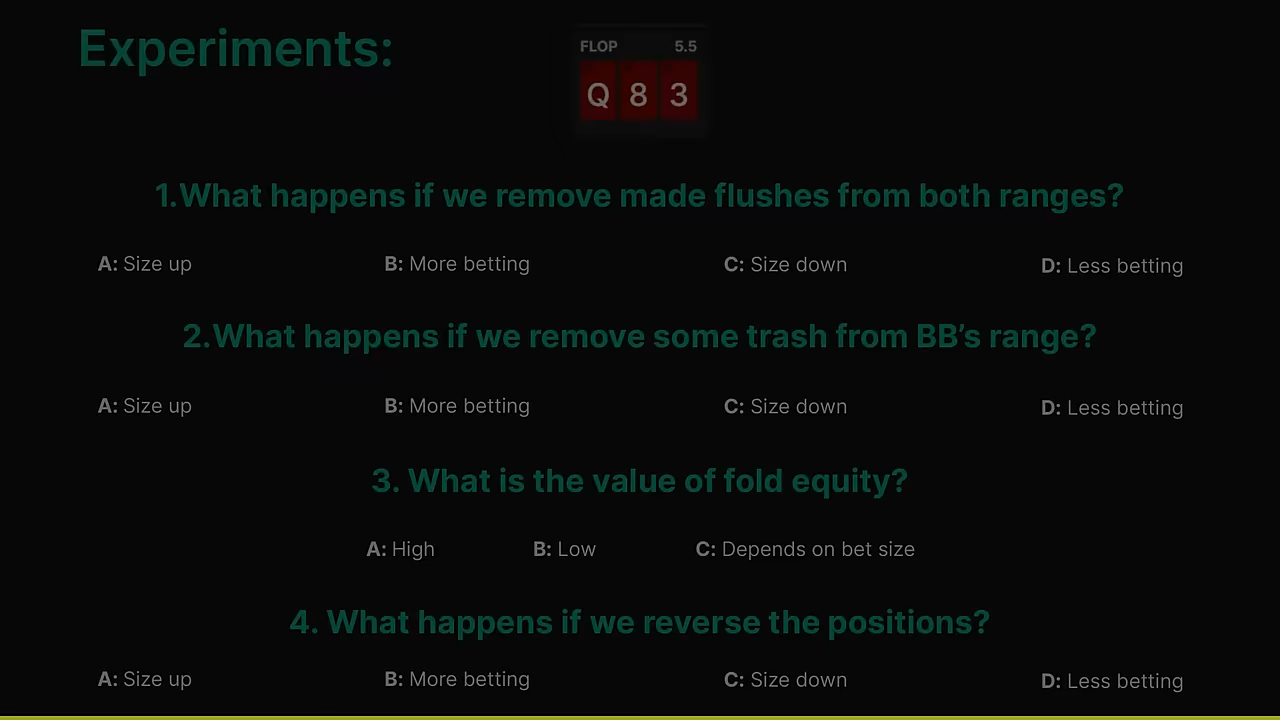 Experiments:
FLOP 5.5
Q 8 3
1.What happens if we remove made flushes from both ranges?
A: Size up B: More betting C: Size down D: Less betting
2.What happens if we remove some trash from BB’s range?
A: Size up B: More betting C: Size down D: Less betting
3. What is the value of fold equity?
A: High B: Low C: Depends on bet size
4. What happens if we reverse the positions?
A: Size up B: More betting C: Size down D: Less betting